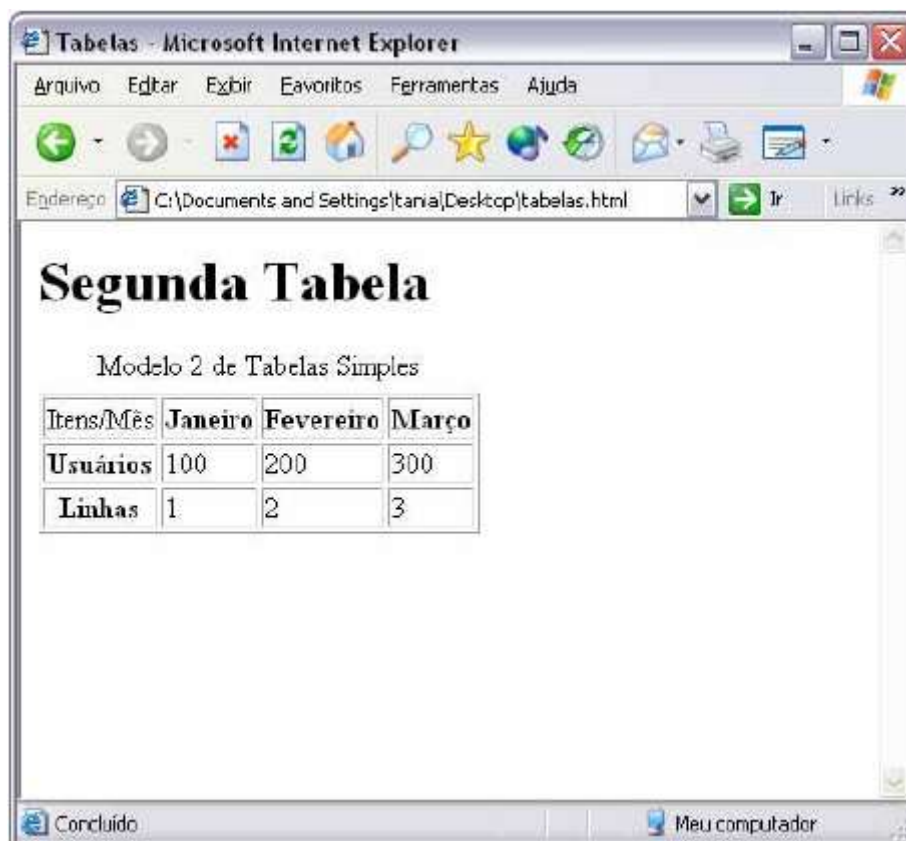 Tabelas - Microsoft Internet Explorer
Arquivo Editar Exibir Favoritos Ferramentas Ajuda
Endereço C:\Documents and Settings\tania\Desktop\tabelas.html Ir Links »
Segunda Tabela
Modelo 2 de Tabelas Simples
Itens/Mês Janeiro Fevereiro Março
Usuários 100 200 300
Linhas 1 2 3
Concluído Meu computador